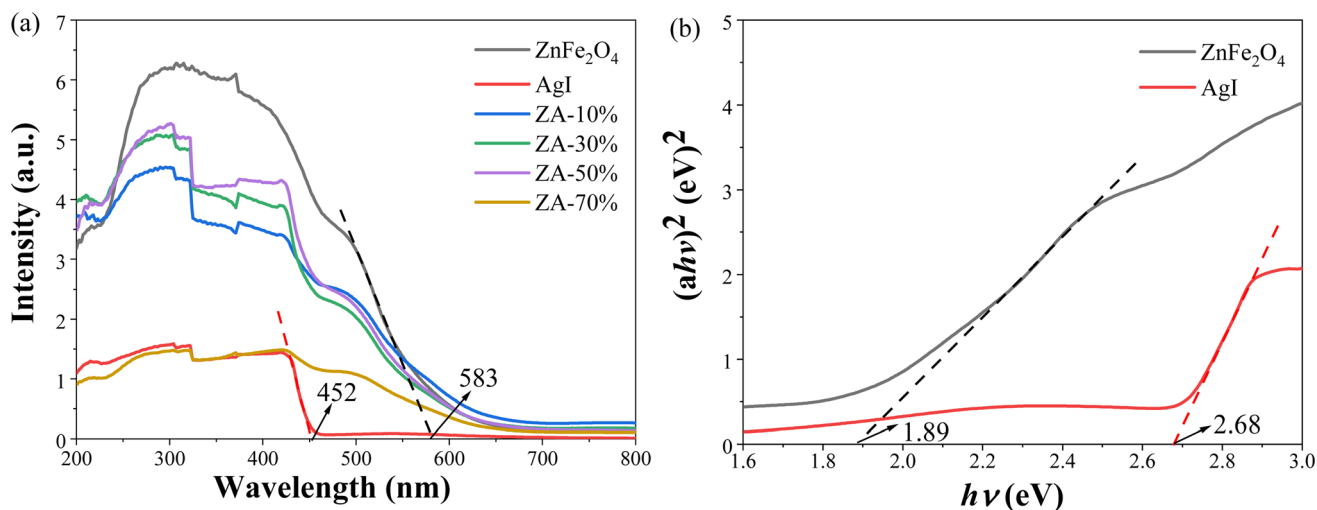 (a)
Intensity (a.u.)
7
6
5
4
3
2
1
0
ZnFe₂O₄
AgI
ZA-10%
ZA-30%
ZA-50%
ZA-70%
452
583
200 300 400 500 600 700 800
Wavelength (nm)
(b)
(ahν)² (eV)²
5
4
3
2
1
0
ZnFe₂O₄
AgI
1.89
2.68
1.6 1.8 2.0 2.2 2.4 2.6 2.8 3.0
hν (eV)